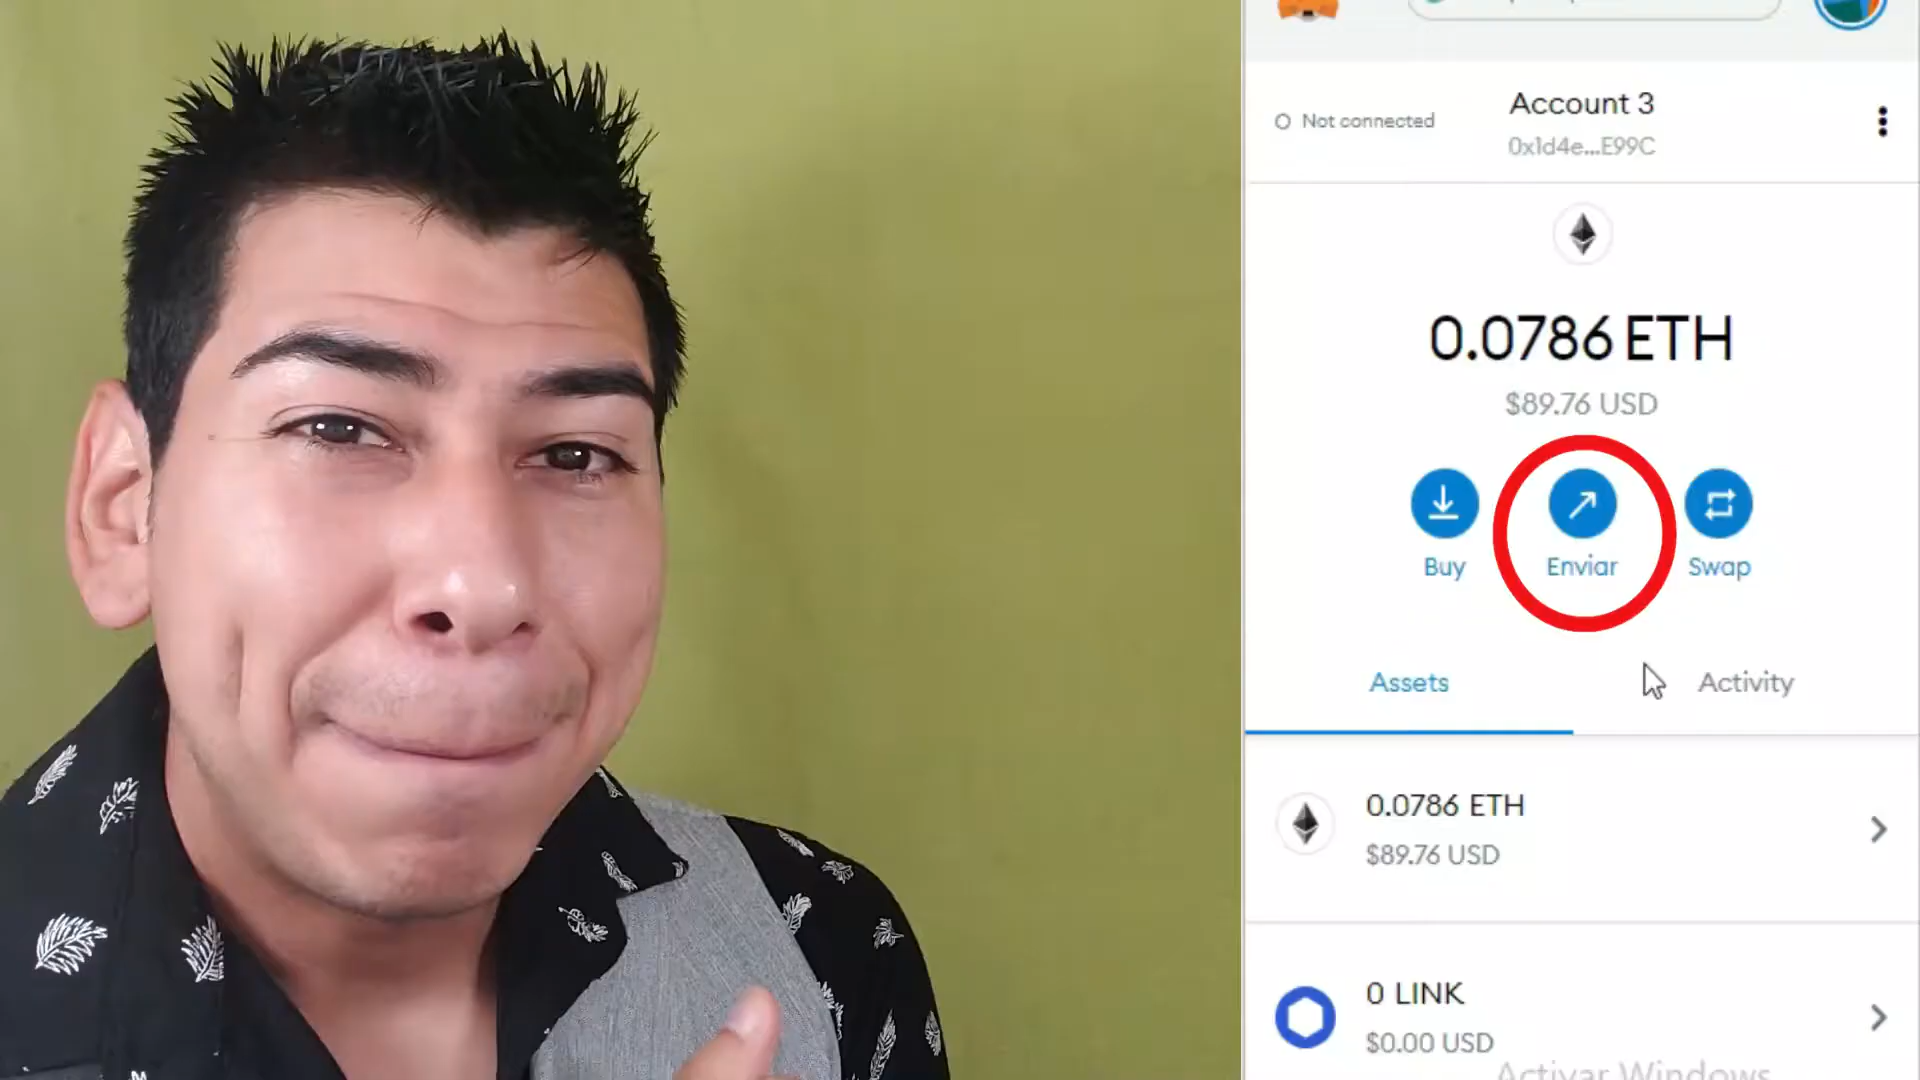 Account 3
Not connected
0x1d4e...E99C
0.0786 ETH
$89.76 USD
Buy
Enviar
Swap
Assets
Activity
0.0786 ETH
$89.76 USD
0 LINK
$0.00 USD
Activar Windows